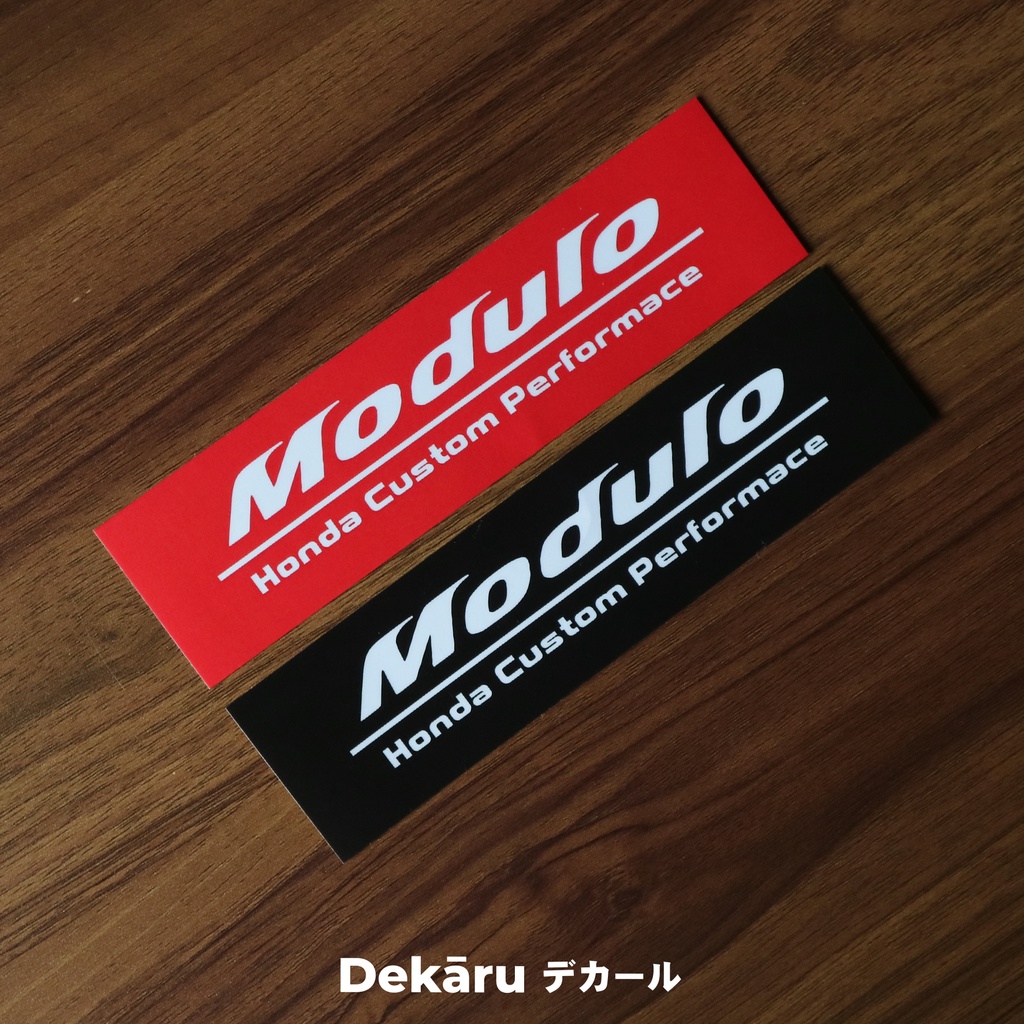 Modulo
Honda Custom Performace
Modulo
Honda Custom Performace
Dekāru デカール